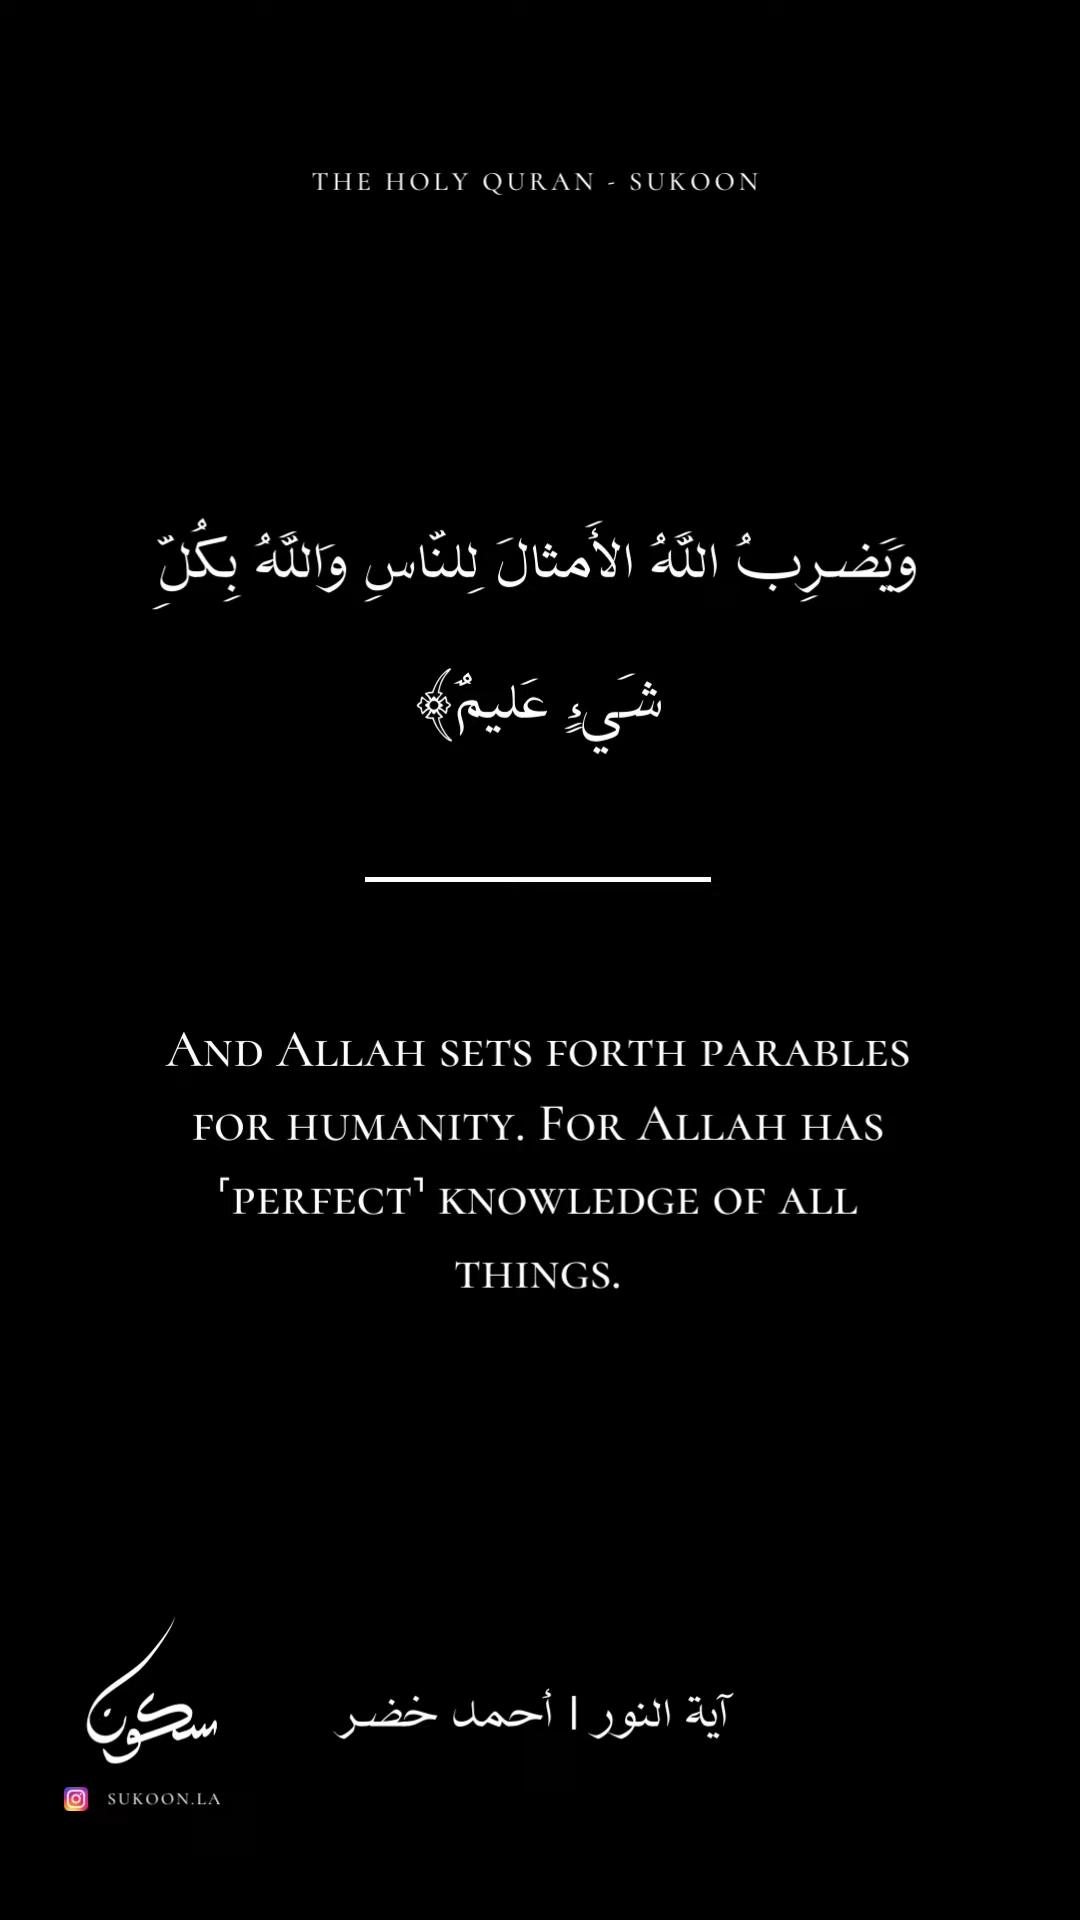 THE HOLY QURAN - SUKOON
وَيَضرِبُ اللَّهُ الأَمثالَ لِلنّاسِ وَاللَّهُ بِكُلِّ
شَيءٍ عَليمٌ﴾
AND ALLAH SETS FORTH PARABLES
FOR HUMANITY. FOR ALLAH HAS
⸢PERFECT⸣ KNOWLEDGE OF ALL
THINGS.
سكون
آية النور | أحمد خضر
SUKOON.LA